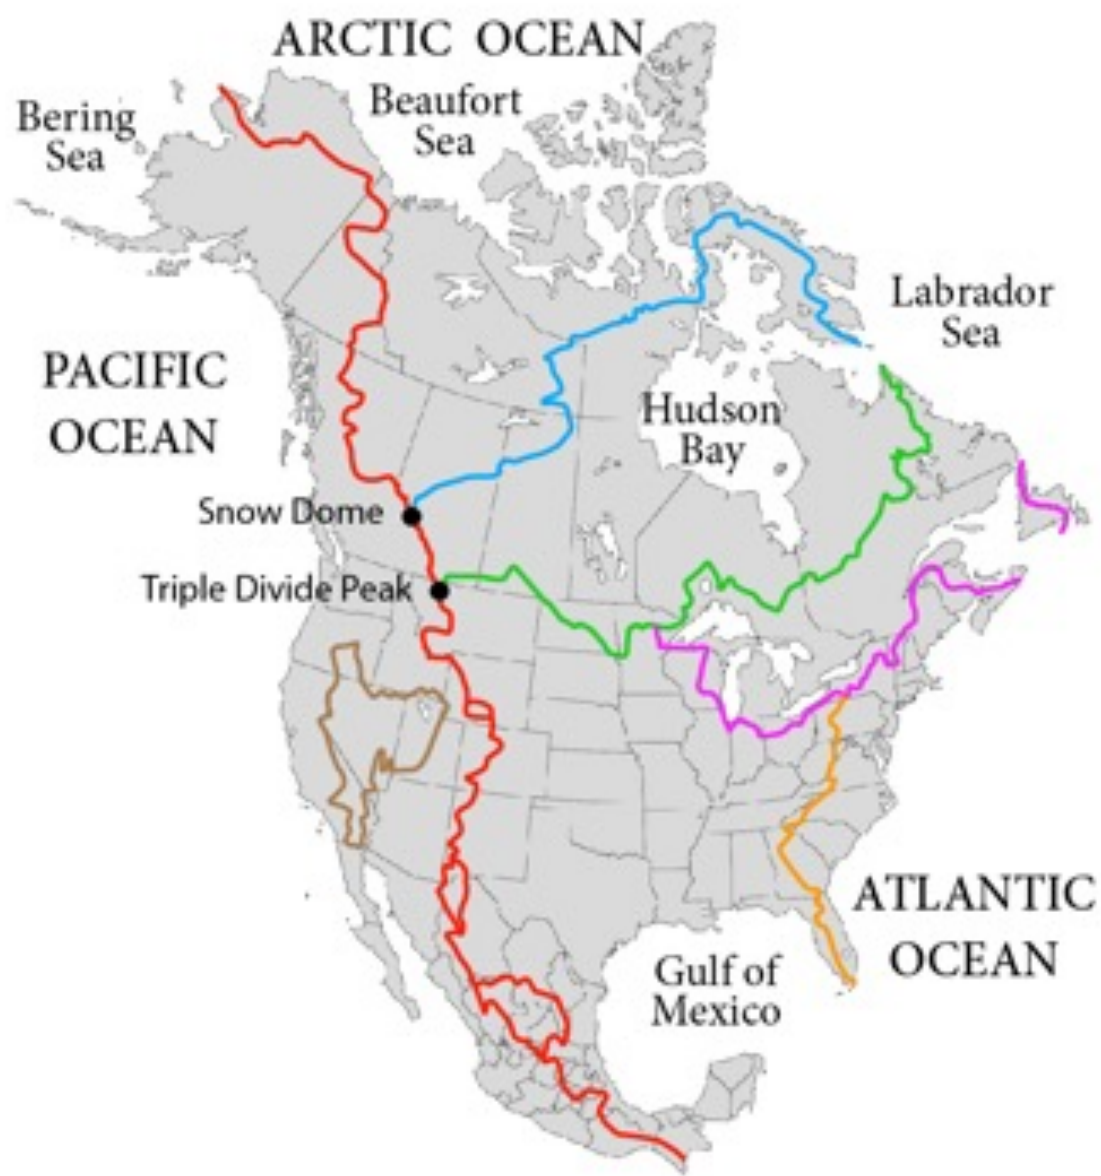 ARCTIC OCEAN
Bering
Sea
Beaufort
Sea
Labrador
Sea
PACIFIC
OCEAN
Hudson
Bay
Snow Dome
Triple Divide Peak
ATLANTIC
OCEAN
Gulf of
Mexico